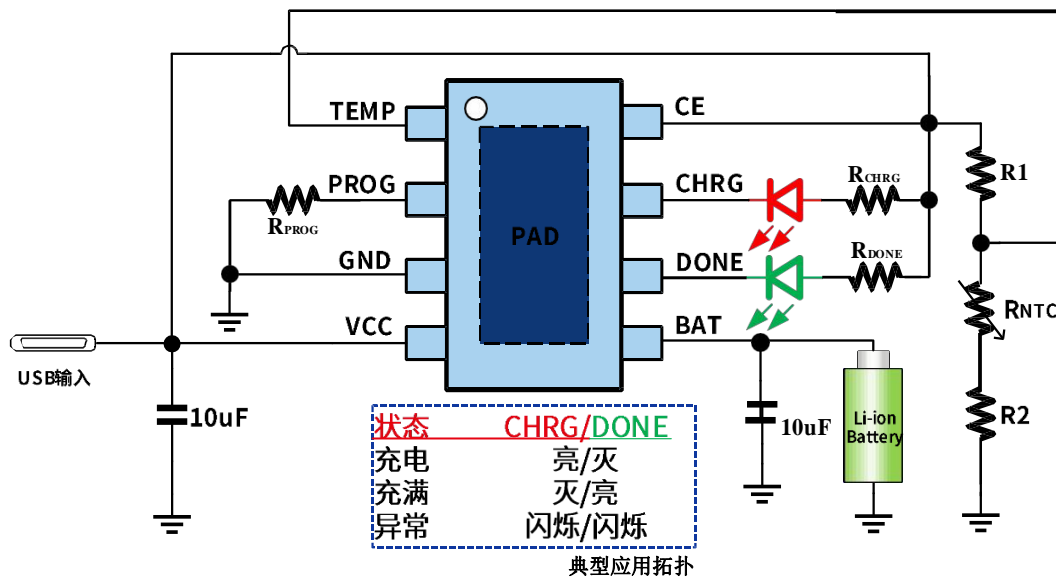 TEMP
CE
PROG
CHRG
RCHRG
R1
RPROG
PAD
GND
DONE
RDONE
VCC
BAT
RNTC
USB输入
10uF
10uF
Li-ion
Battery
R2
状态 CHRG/DONE
充电 亮/灭
充满 灭/亮
异常 闪烁/闪烁
典型应用拓扑